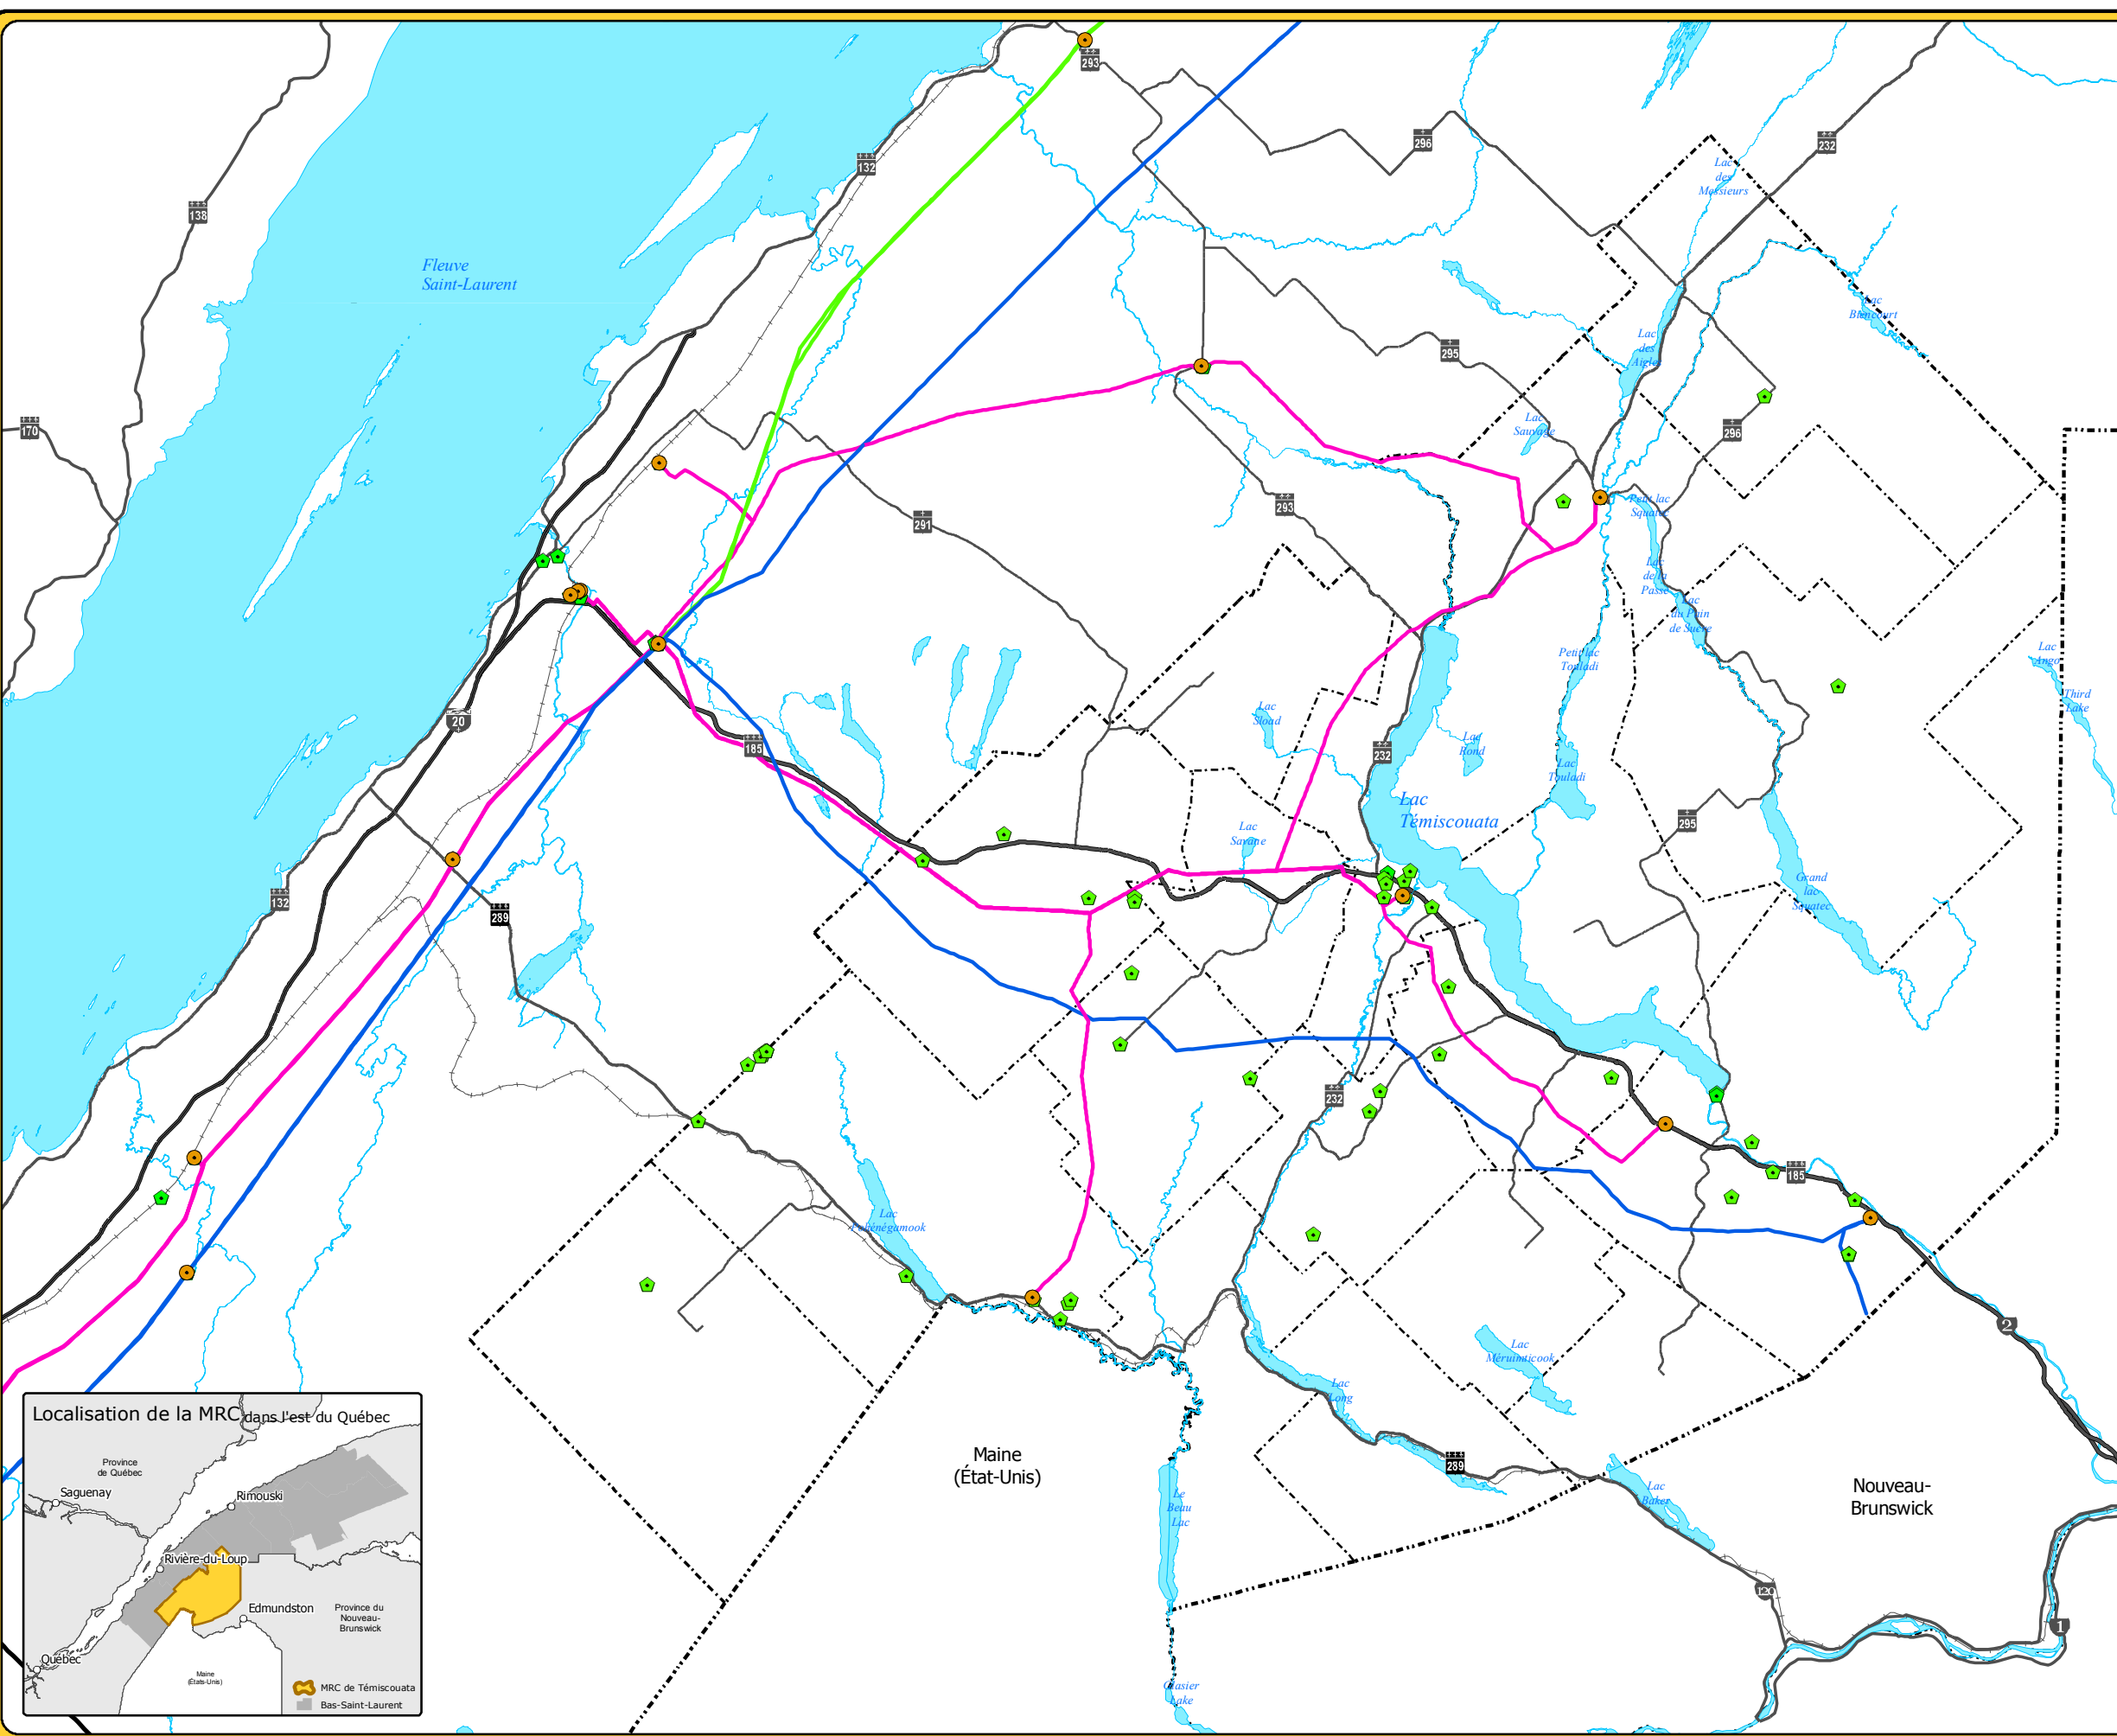 293
132
296
232
Lac
des
Messieurs
138
Fleuve
Saint-Laurent
Lac
Biencourt
Lac
des
Aigles
295
170
296
Lac
Sauvage
293
291
Petit lac
Squatec
Lac
de la
Passe
Lac
du Pain
de Sucre
Petit lac
Touladi
Lac
Ango
Third
Lake
20
Lac
Sload
185
232
Lac
Rond
Lac
Touladi
Lac
Témiscouata
295
Lac
Savane
Grand
lac
Squatec
132
289
232
185
Lac
Pohénégamook
2
Lac
Méruimticook
Lac
Long
Maine
(État-Unis)
289
Nouveau-
Brunswick
Lac
Baker
Le
Beau
Lac
120
1
Glasier
Lake
Localisation de la MRC dans l'est du Québec
Province
de Québec
Saguenay
Rimouski
Rivière-du-Loup
Edmundston
Province du
Nouveau-
Brunswick
Québec
Maine
(États-Unis)
MRC de Témiscouata
Bas-Saint-Laurent